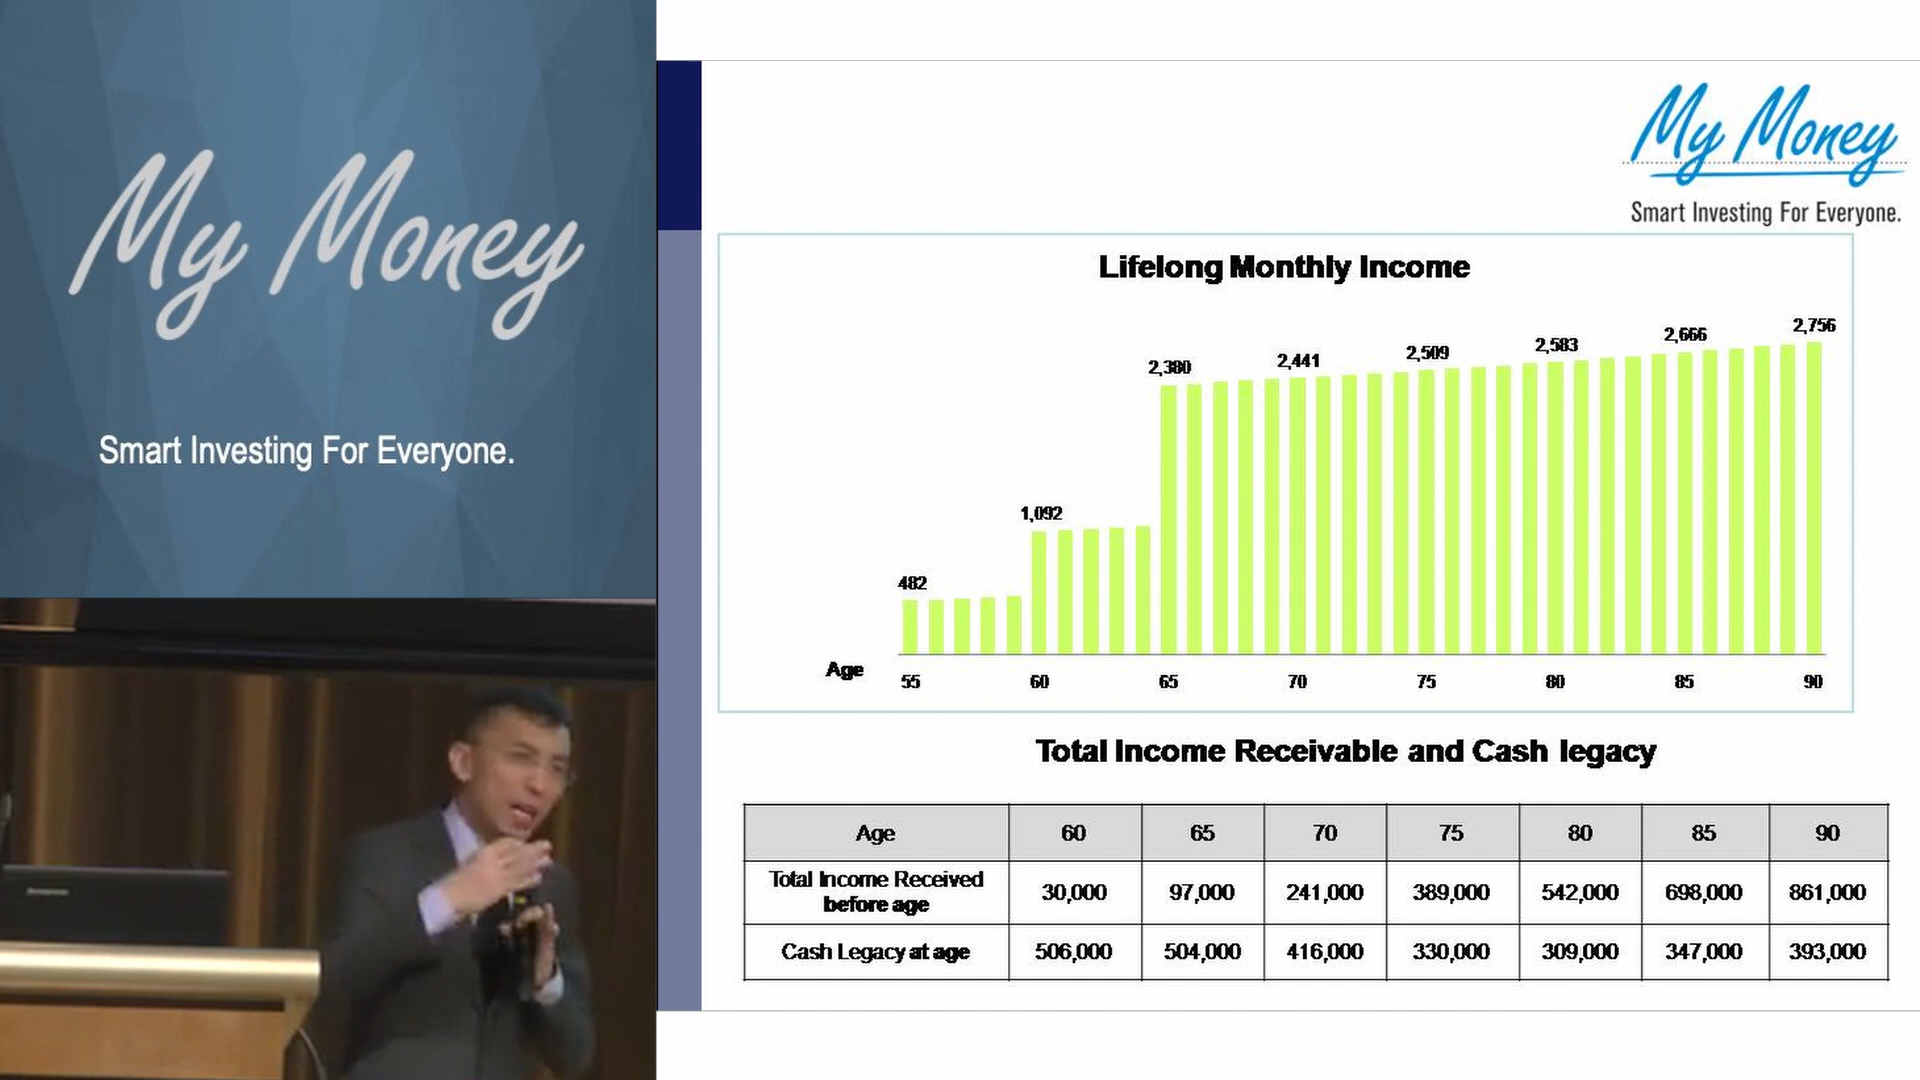 My Money
Smart Investing For Everyone.
My Money
Smart Investing For Everyone.
Lifelong Monthly Income
482
1,092
2,380
2,441
2,509
2,583
2,666
2,756
Age
55 60 65 70 75 80 85 90
Total Income Receivable and Cash legacy
Age 60 65 70 75 80 85 90
Total Income Received
before age 30,000 97,000 241,000 389,000 542,000 698,000 861,000
Cash Legacy at age 506,000 504,000 416,000 330,000 309,000 347,000 393,000